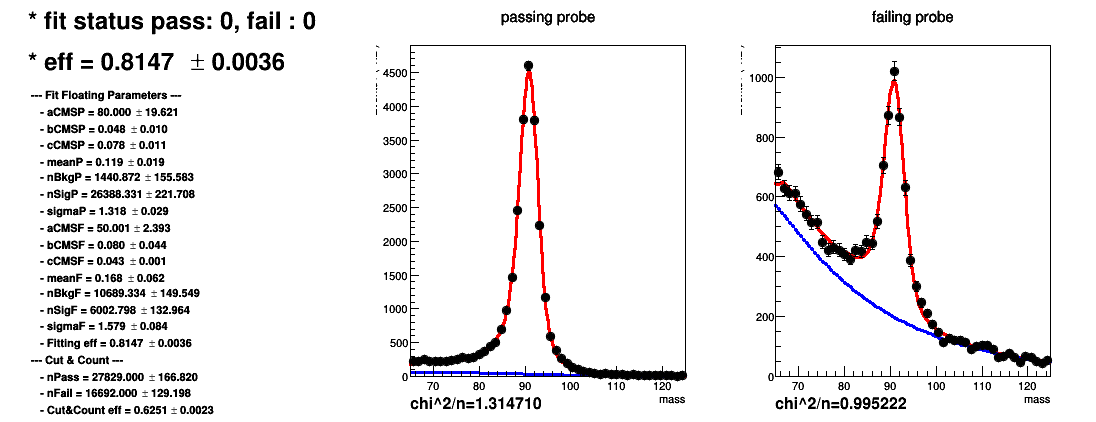 * fit status pass: 0, fail : 0
* eff = 0.8147 ± 0.0036
--- Fit Floating Parameters ---
- aCMSP = 80.000 ± 19.621
- bCMSP = 0.048 ± 0.010
- cCMSP = 0.078 ± 0.011
- meanP = 0.119 ± 0.019
- nBkgP = 1440.872 ± 155.583
- nSigP = 26388.331 ± 221.708
- sigmaP = 1.318 ± 0.029
- aCMSF = 50.001 ± 2.393
- bCMSF = 0.080 ± 0.044
- cCMSF = 0.043 ± 0.001
- meanF = 0.168 ± 0.062
- nBkgF = 10689.334 ± 149.549
- nSigF = 6002.798 ± 132.964
- sigmaF = 1.579 ± 0.084
- Fitting eff = 0.8147 ± 0.0036
--- Cut & Count ---
- nPass = 27829.000 ± 166.820
- nFail = 16692.000 ± 129.198
- Cut&Count eff = 0.6251 ± 0.0023
passing probe
4500
4000
3500
3000
2500
2000
1500
1000
500
0
70 80 90 100 110 120
mass
chi^2/n=1.314710
failing probe
1000
800
600
400
200
0
70 80 90 100 110 120
mass
chi^2/n=0.995222